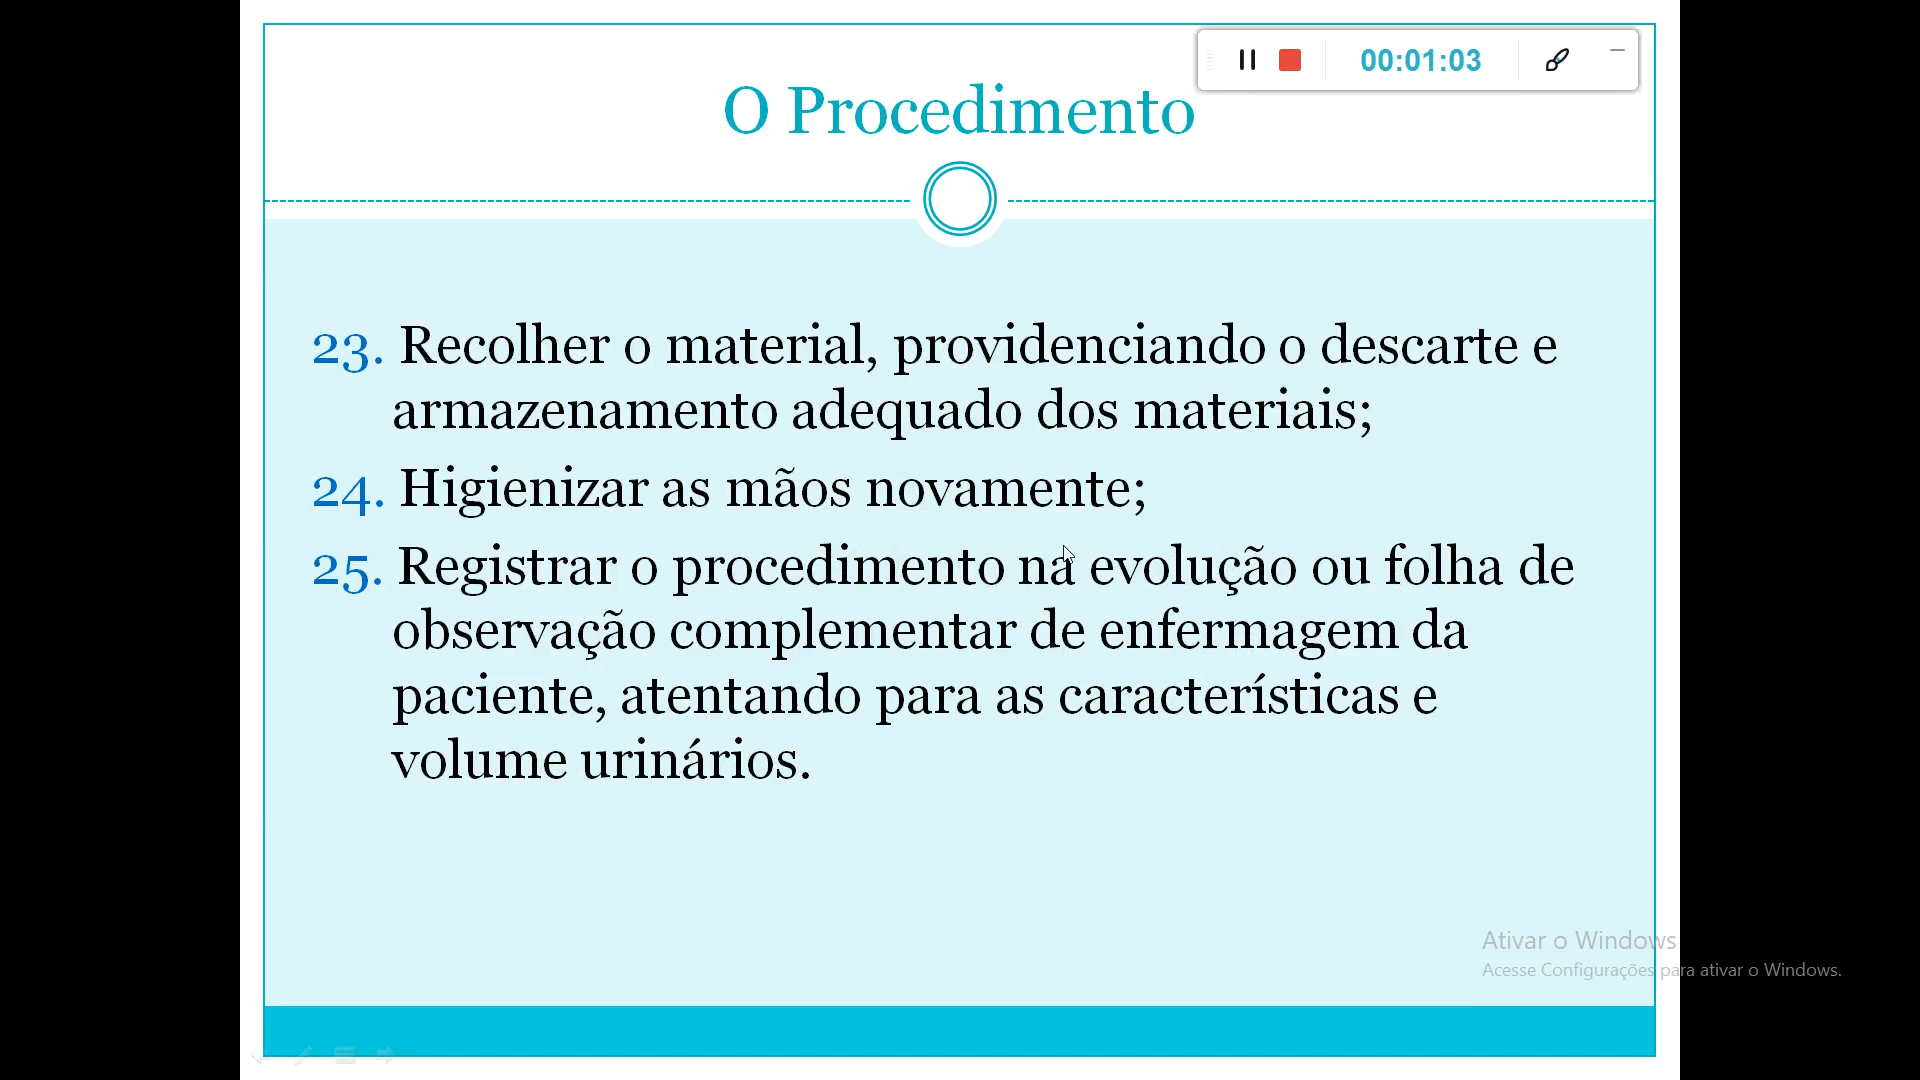 00:01:03
O Procedimento
23. Recolher o material, providenciando o descarte e
armazenamento adequado dos materiais;
24. Higienizar as mãos novamente;
25. Registrar o procedimento na evolução ou folha de
observação complementar de enfermagem da
paciente, atentando para as características e
volume urinários.
Ativar o Windows
Acesse Configurações para ativar o Windows.